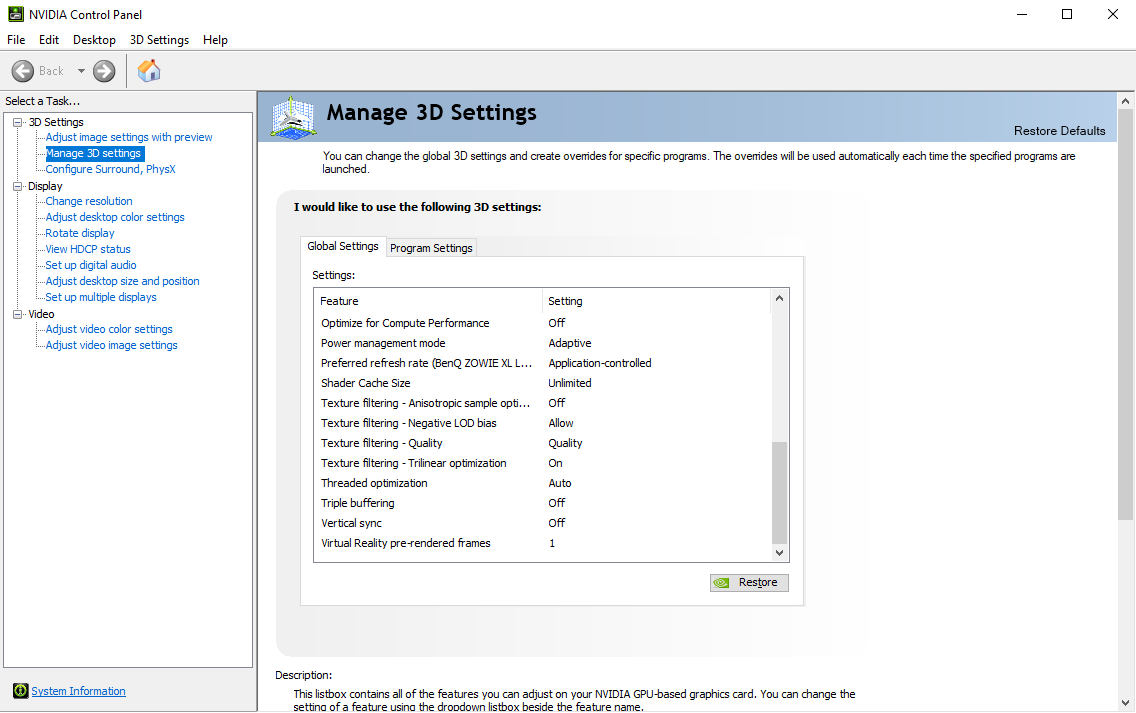 NVIDIA Control Panel
File Edit Desktop 3D Settings Help
Back
Select a Task...
3D Settings
Adjust image settings with preview
Manage 3D settings
Configure Surround, PhysX
Display
Change resolution
Adjust desktop color settings
Rotate display
View HDCP status
Set up digital audio
Adjust desktop size and position
Set up multiple displays
Video
Adjust video color settings
Adjust video image settings
System Information
Manage 3D Settings
Restore Defaults
You can change the global 3D settings and create overrides for specific programs. The overrides will be used automatically each time the specified programs are
launched.
I would like to use the following 3D settings:
Global Settings Program Settings
Settings:
Feature Setting
Optimize for Compute Performance Off
Power management mode Adaptive
Preferred refresh rate (BenQ ZOWIE XL L... Application-controlled
Shader Cache Size Unlimited
Texture filtering - Anisotropic sample opti... Off
Texture filtering - Negative LOD bias Allow
Texture filtering - Quality Quality
Texture filtering - Trilinear optimization On
Threaded optimization Auto
Triple buffering Off
Vertical sync Off
Virtual Reality pre-rendered frames 1
Restore
Description:
This listbox contains all of the features you can adjust on your NVIDIA GPU-based graphics card. You can change the
setting of a feature using the dropdown listbox beside the feature name.